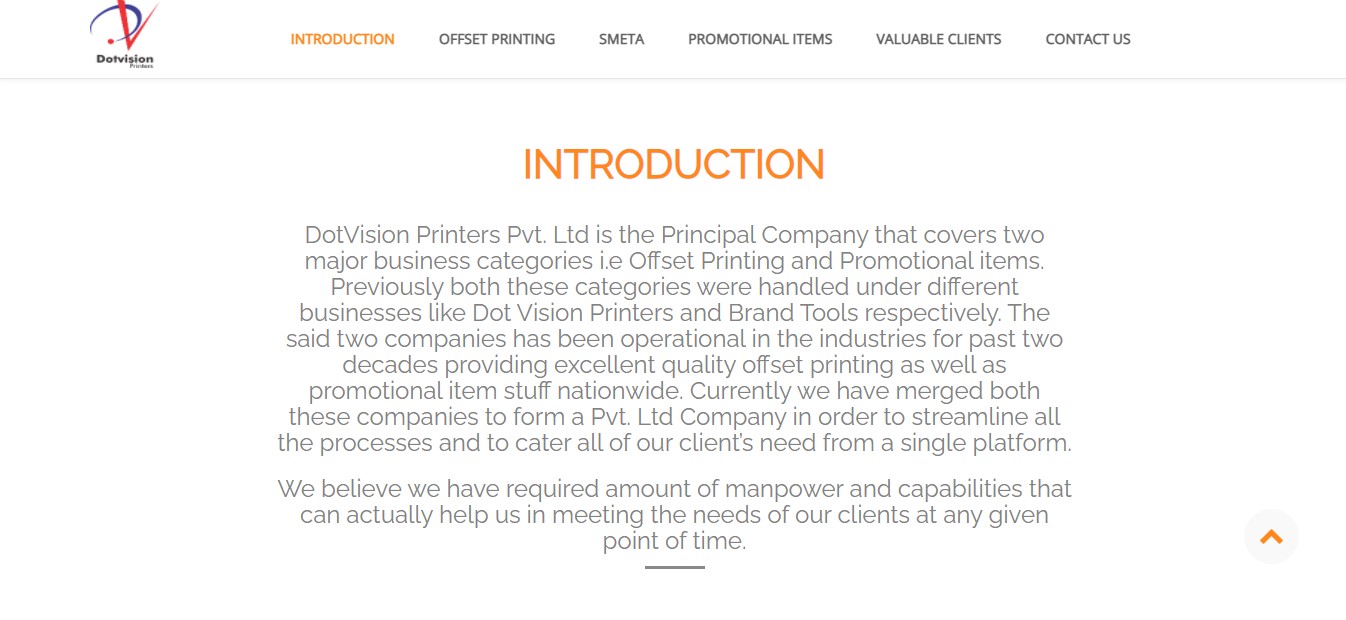 Dotvision
Printers
INTRODUCTION
OFFSET PRINTING
SMETA
PROMOTIONAL ITEMS
VALUABLE CLIENTS
CONTACT US
INTRODUCTION
DotVision Printers Pvt. Ltd is the Principal Company that covers two
major business categories i.e Offset Printing and Promotional items.
Previously both these categories were handled under different
businesses like Dot Vision Printers and Brand Tools respectively. The
said two companies has been operational in the industries for past two
decades providing excellent quality offset printing as well as
promotional item stuff nationwide. Currently we have merged both
these companies to form a Pvt. Ltd Company in order to streamline all
the processes and to cater all of our client’s need from a single platform.
We believe we have required amount of manpower and capabilities that
can actually help us in meeting the needs of our clients at any given
point of time.